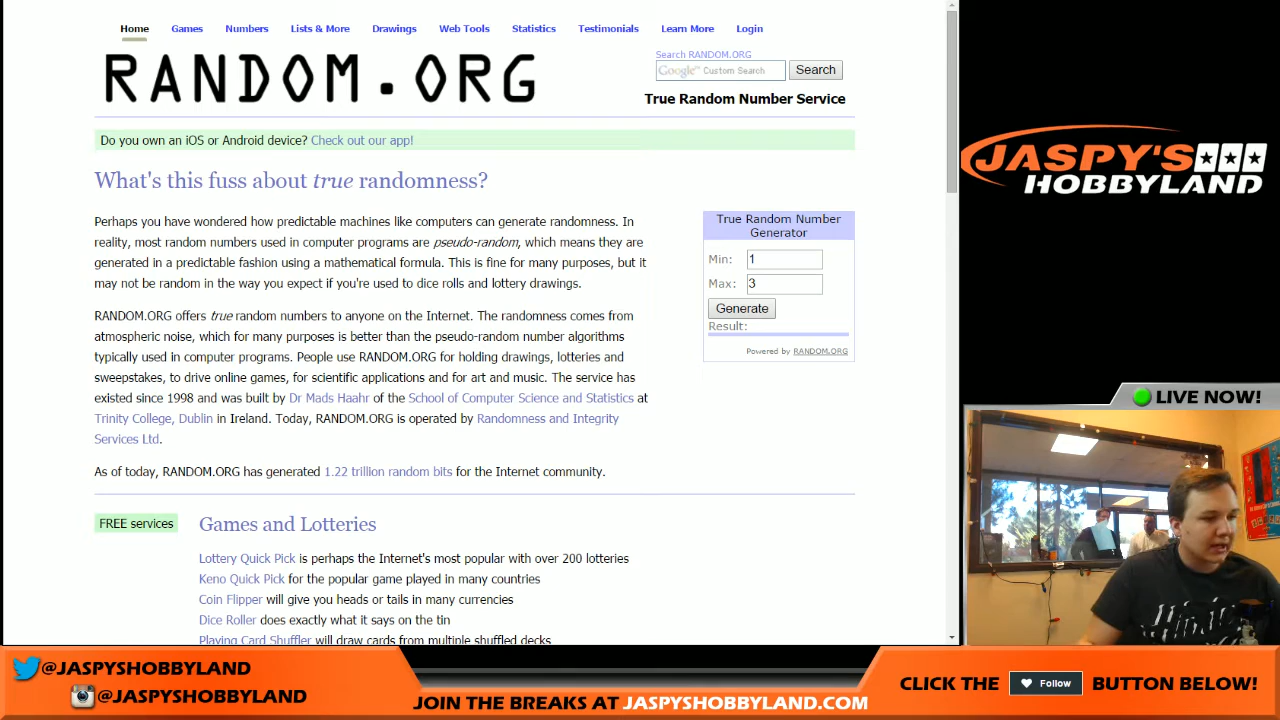 Home Games Numbers Lists & More Drawings Web Tools Statistics Testimonials Learn More Login
RANDOM.ORG
Search RANDOM.ORG
Google™ Custom Search Search
True Random Number Service
Do you own an iOS or Android device? Check out our app!
What's this fuss about true randomness?
Perhaps you have wondered how predictable machines like computers can generate randomness. In
reality, most random numbers used in computer programs are pseudo-random, which means they are
generated in a predictable fashion using a mathematical formula. This is fine for many purposes, but it
may not be random in the way you expect if you're used to dice rolls and lottery drawings.
RANDOM.ORG offers true random numbers to anyone on the Internet. The randomness comes from
atmospheric noise, which for many purposes is better than the pseudo-random number algorithms
typically used in computer programs. People use RANDOM.ORG for holding drawings, lotteries and
sweepstakes, to drive online games, for scientific applications and for art and music. The service has
existed since 1998 and was built by Dr Mads Haahr of the School of Computer Science and Statistics at
Trinity College, Dublin in Ireland. Today, RANDOM.ORG is operated by Randomness and Integrity
Services Ltd.
As of today, RANDOM.ORG has generated 1.22 trillion random bits for the Internet community.
True Random Number
Generator
Min: 1
Max: 3
Generate
Result:
Powered by RANDOM.ORG
FREE services
Games and Lotteries
Lottery Quick Pick is perhaps the Internet's most popular with over 200 lotteries
Keno Quick Pick for the popular game played in many countries
Coin Flipper will give you heads or tails in many currencies
Dice Roller does exactly what it says on the tin
Playing Card Shuffler will draw cards from multiple shuffled decks
JASPY'S
HOBBYLAND
LIVE NOW!
@JASPYSHOBBYLAND
@JASPYSHOBBYLAND
JOIN THE BREAKS AT JASPYSHOBBYLAND.COM
CLICK THE Follow BUTTON BELOW!